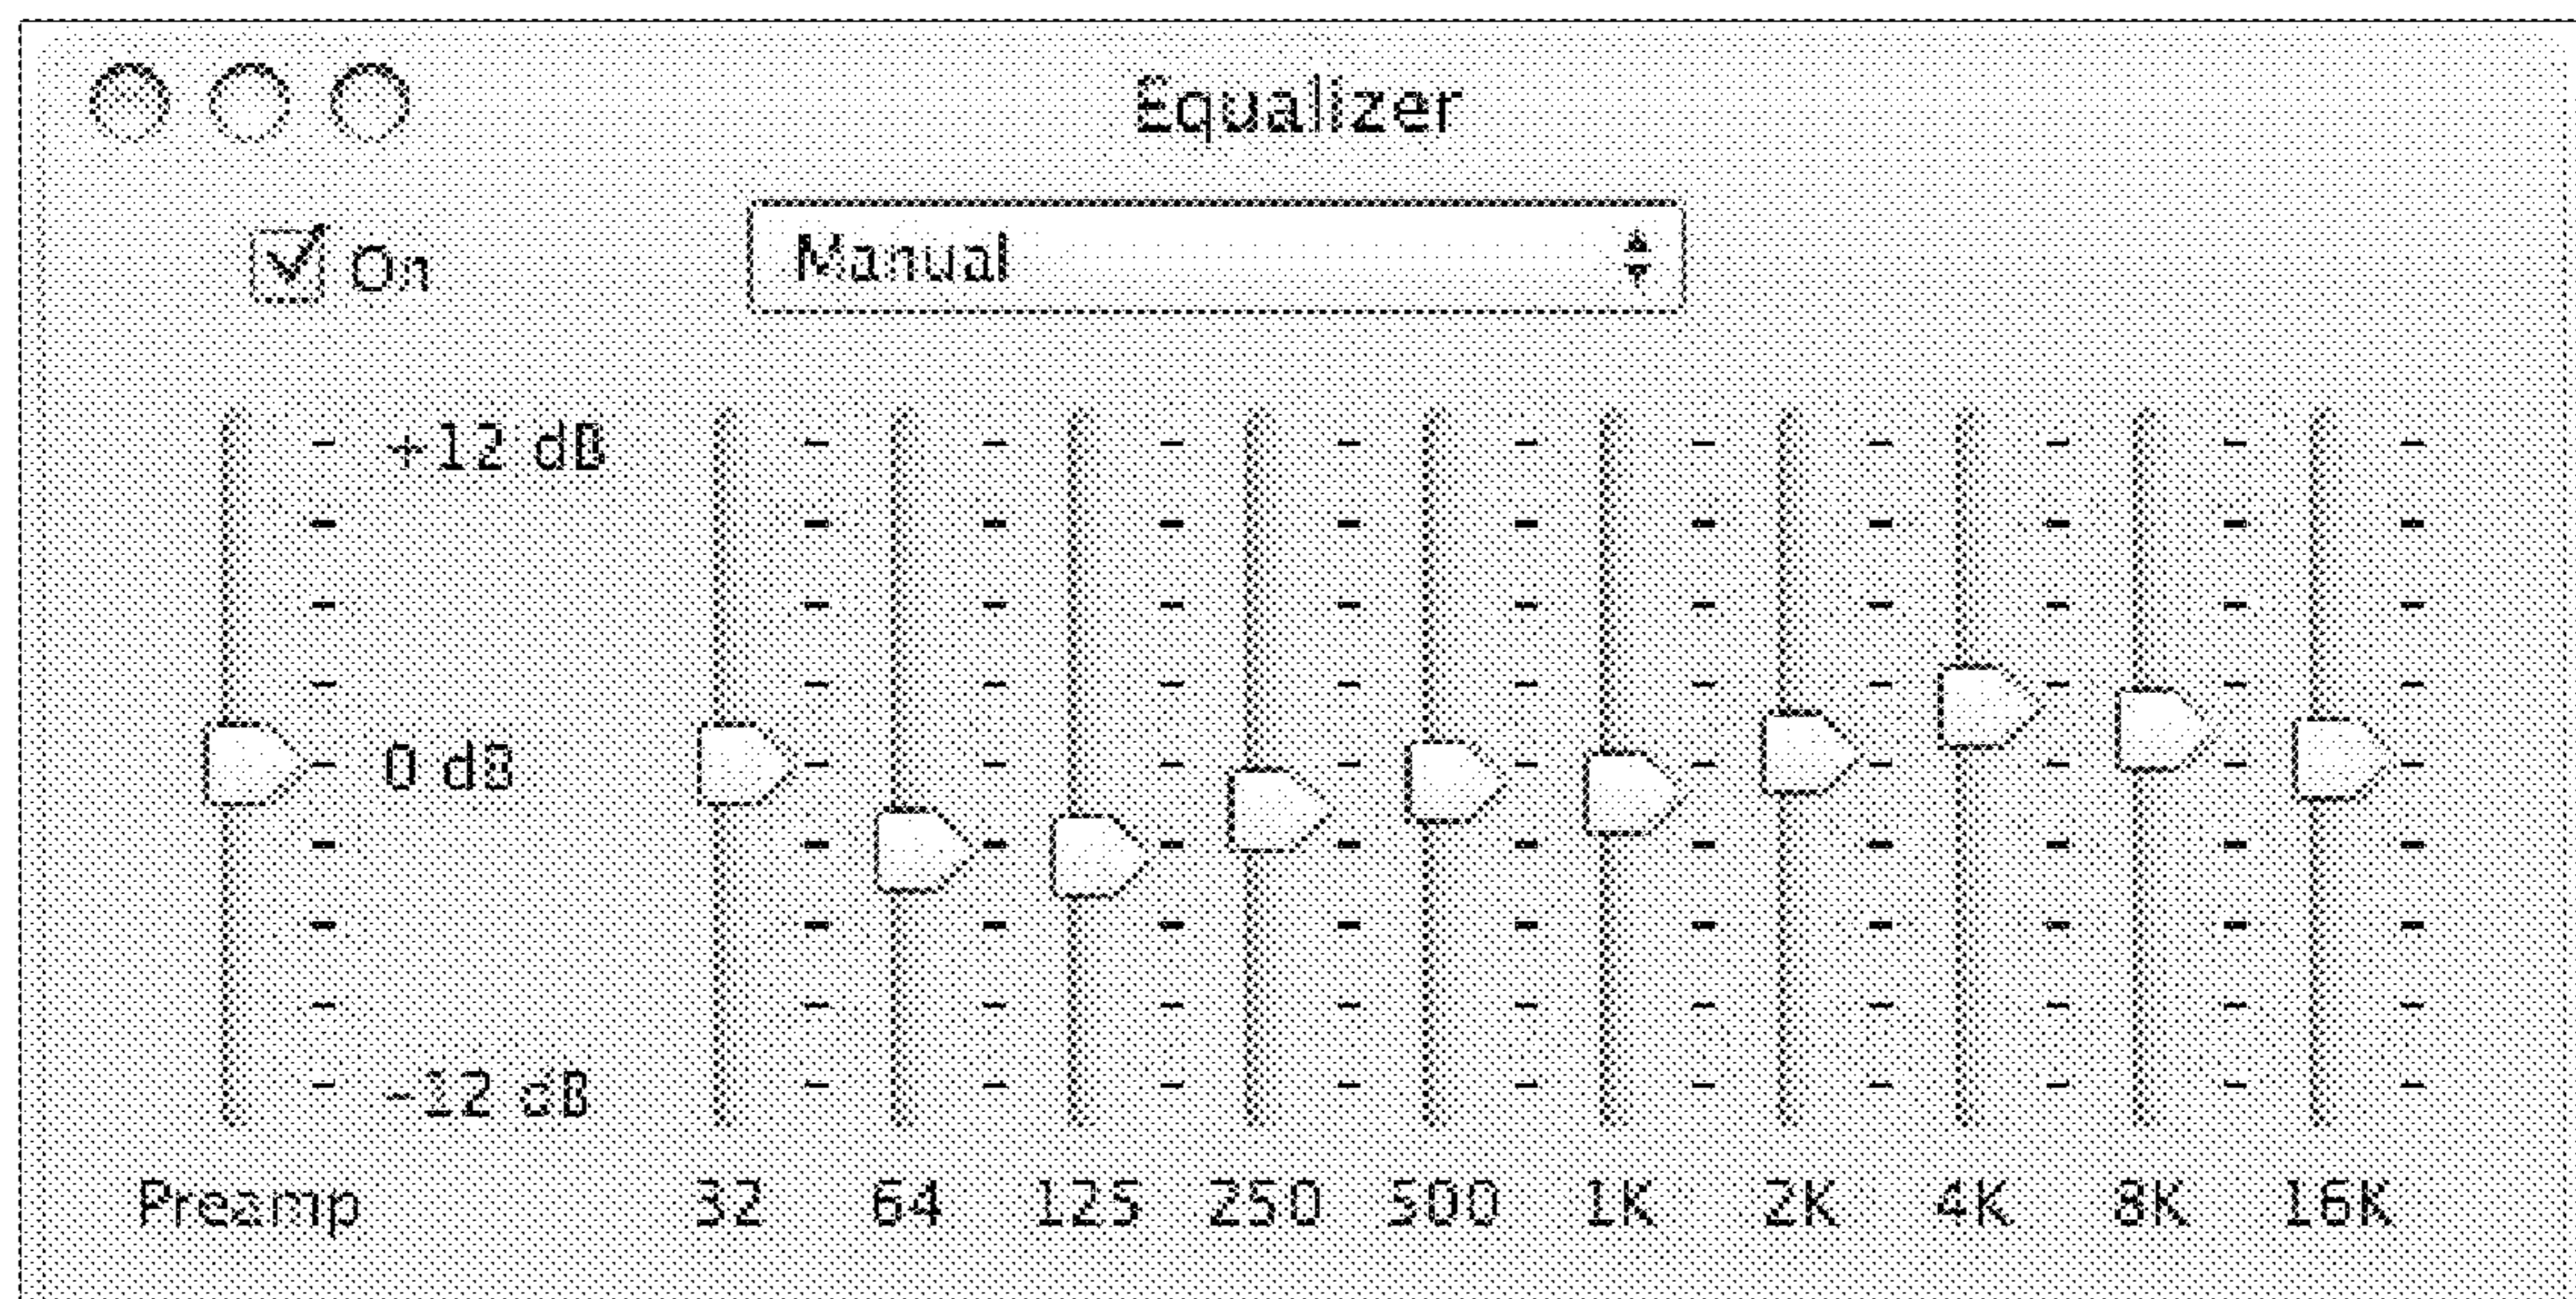 Equalizer
On Manual
+12 dB
0 dB
-12 dB
Preamp 32 64 125 250 500 1K 2K 4K 8K 16K